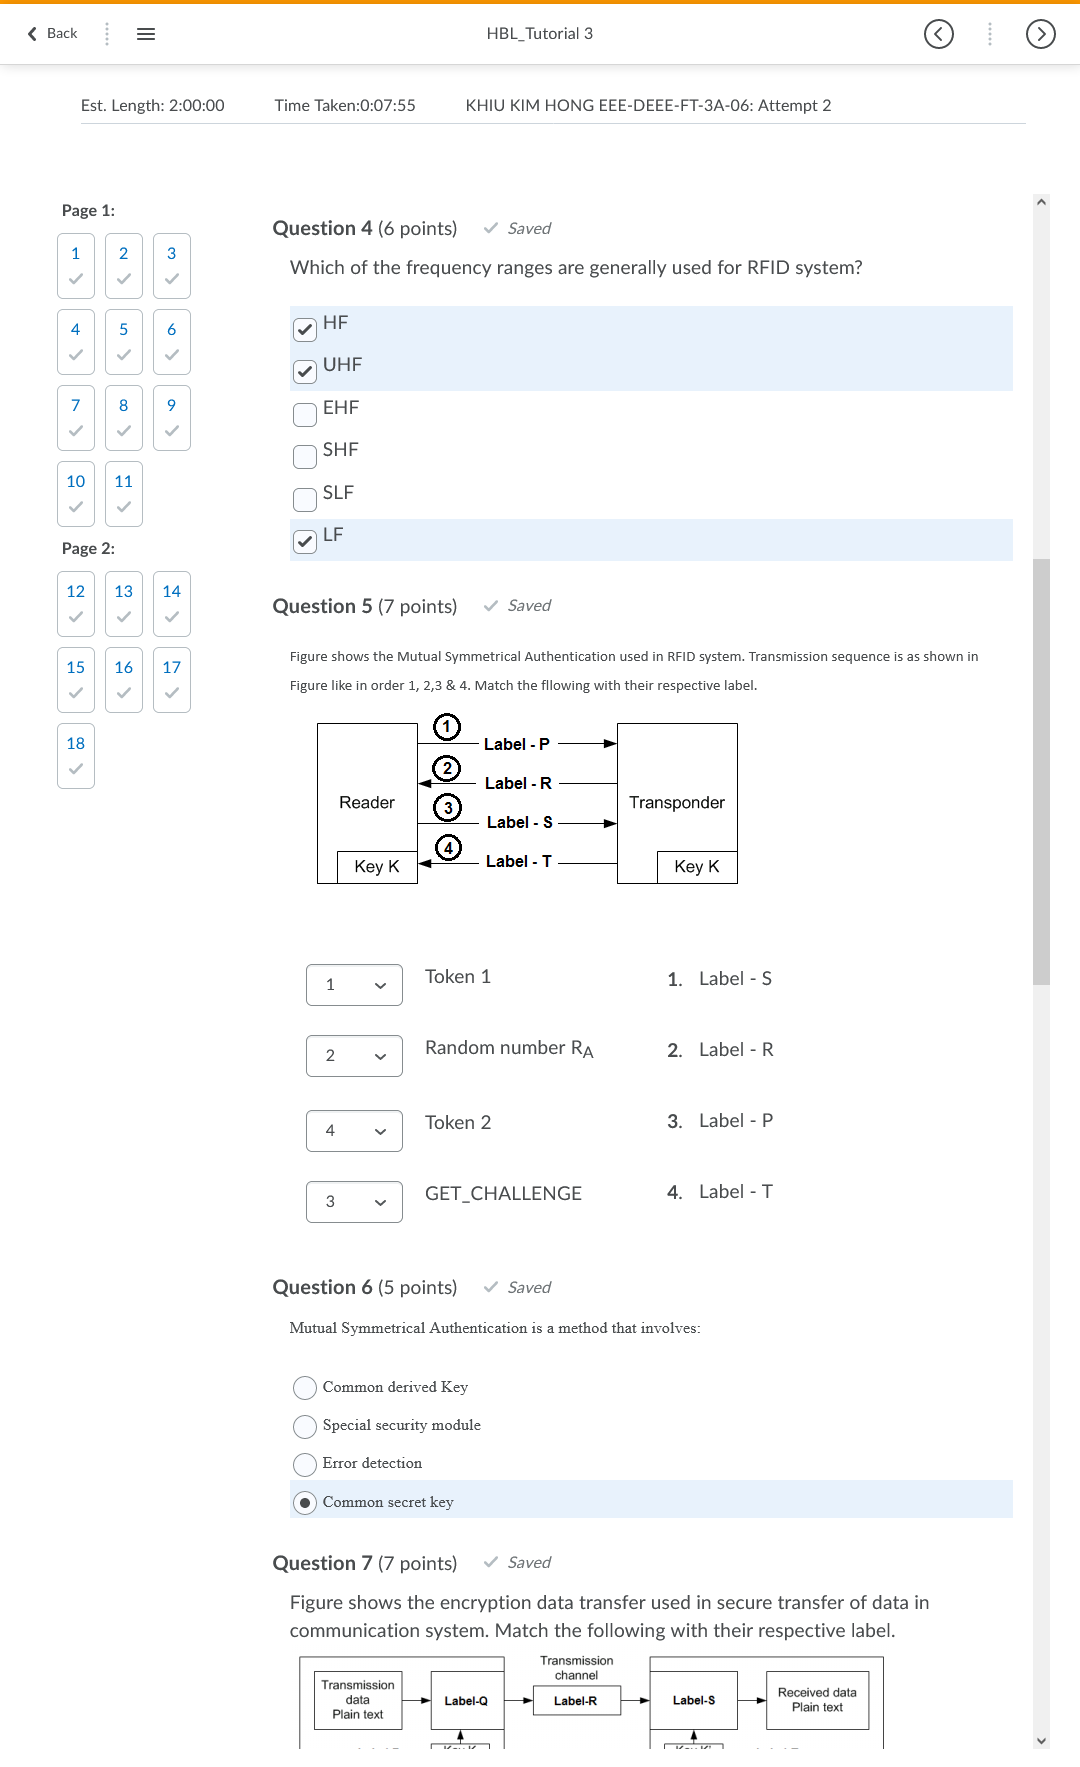 Back
HBL_Tutorial 3
Est. Length: 2:00:00 Time Taken:0:07:55 KHIU KIM HONG EEE-DEEE-FT-3A-06: Attempt 2
Page 1:
1 2 3
4 5 6
7 8 9
10 11
Page 2:
12 13 14
15 16 17
18
Question 4 (6 points) Saved
Which of the frequency ranges are generally used for RFID system?
HF
UHF
EHF
SHF
SLF
LF
Question 5 (7 points) Saved
Figure shows the Mutual Symmetrical Authentication used in RFID system. Transmission sequence is as shown in
Figure like in order 1, 2,3 & 4. Match the fllowing with their respective label.
1
Label - P
2
Label - R
Reader
3
Transponder
Label - S
4
Label - T
Key K
Key K
1 Token 1 1. Label - S
2 Random number RA 2. Label - R
4 Token 2 3. Label - P
3 GET_CHALLENGE 4. Label - T
Question 6 (5 points) Saved
Mutual Symmetrical Authentication is a method that involves:
Common derived Key
Special security module
Error detection
Common secret key
Question 7 (7 points) Saved
Figure shows the encryption data transfer used in secure transfer of data in
communication system. Match the following with their respective label.
Transmission
channel
Transmission
data
Plain text
Label-Q
Label-R
Label-S
Received data
Plain text